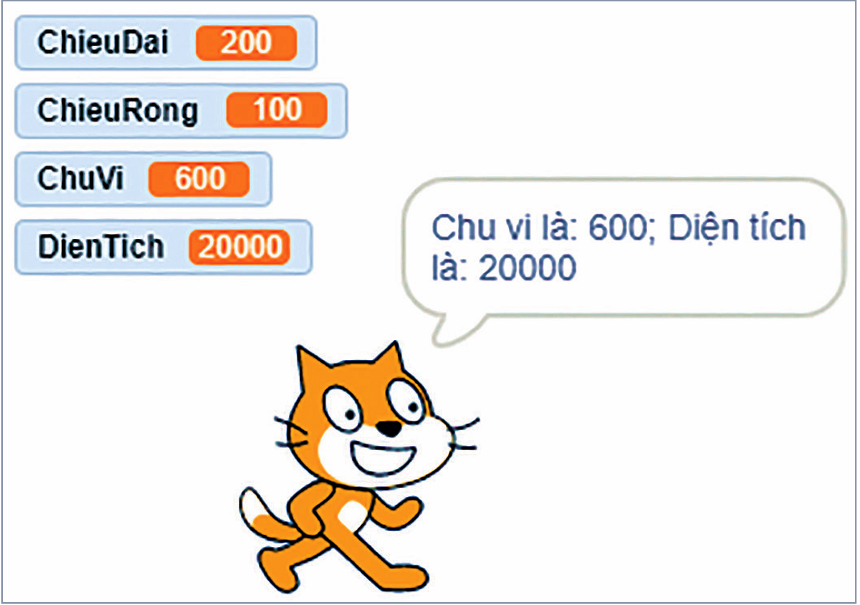 ChieuDai 200
ChieuRong 100
ChuVi 600
DienTich 20000
Chu vi là: 600; Diện tích
là: 20000